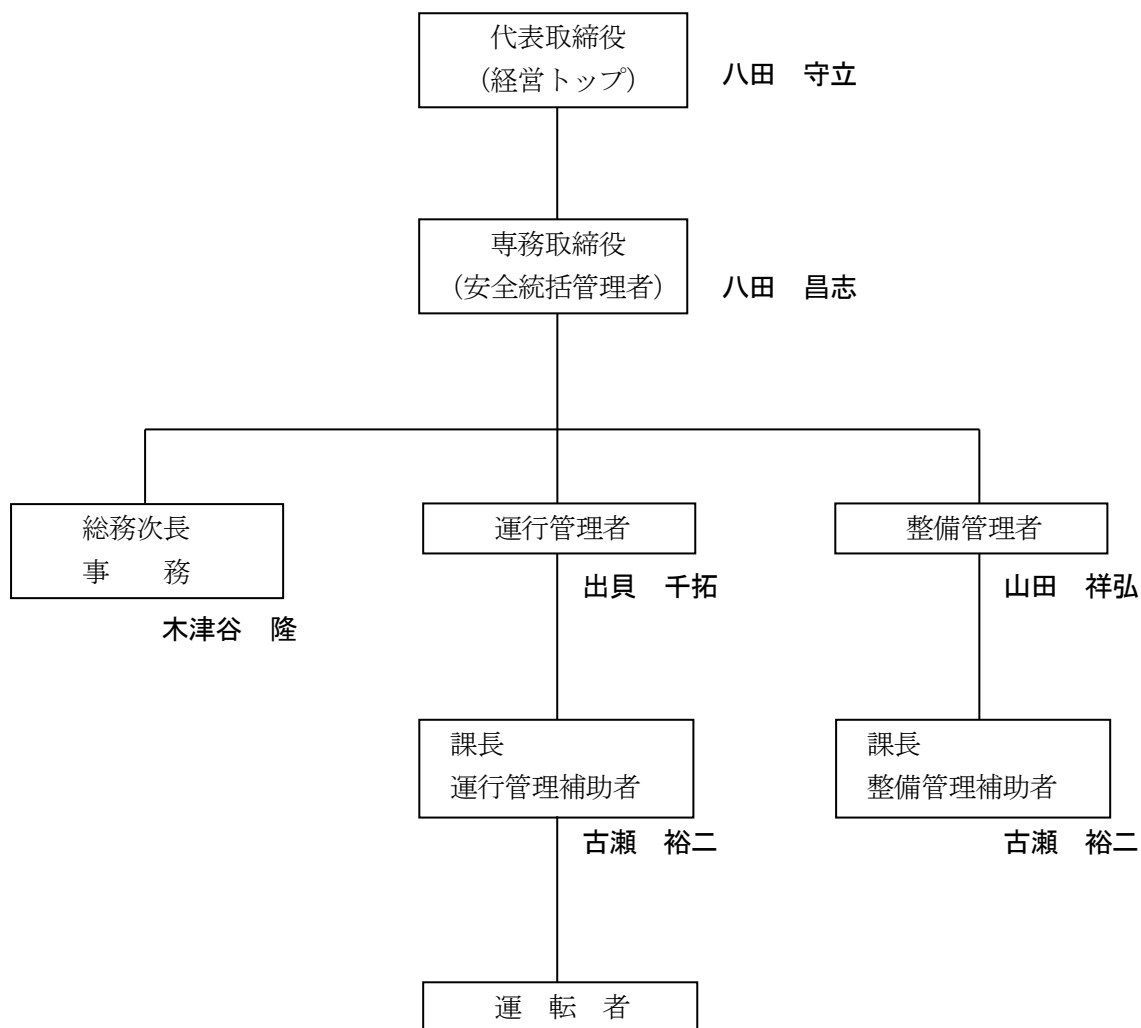 代表取締役
（経営トップ）
八田　守立
専務取締役
（安全統括管理者）
八田　昌志
総務次長
事　　務
木津谷　隆
運行管理者
出貝　千拓
整備管理者
山田　祥弘
課長
運行管理補助者
古瀬　裕二
課長
整備管理補助者
古瀬　裕二
運　転　者